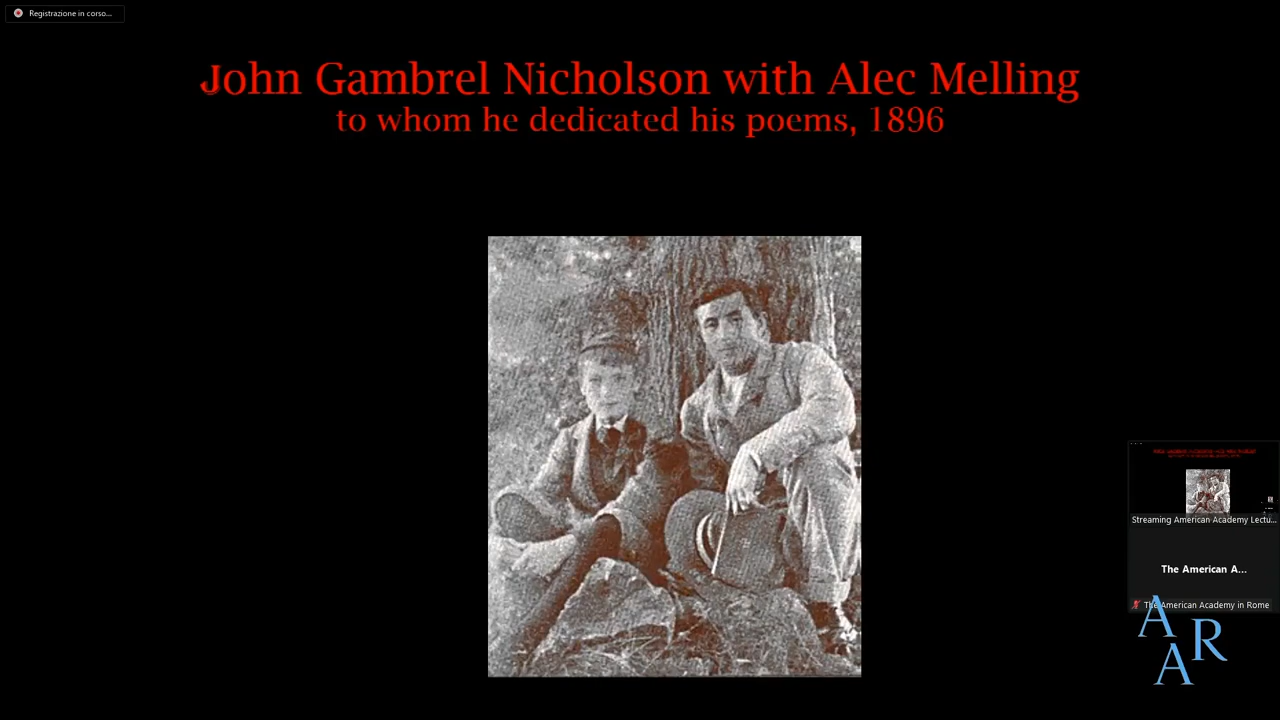 Registrazione in corso...
John Gambrel Nicholson with Alec Melling
to whom he dedicated his poems, 1896
Streaming American Academy Lectu...
The American A...
The American Academy in Rome
A
R
A